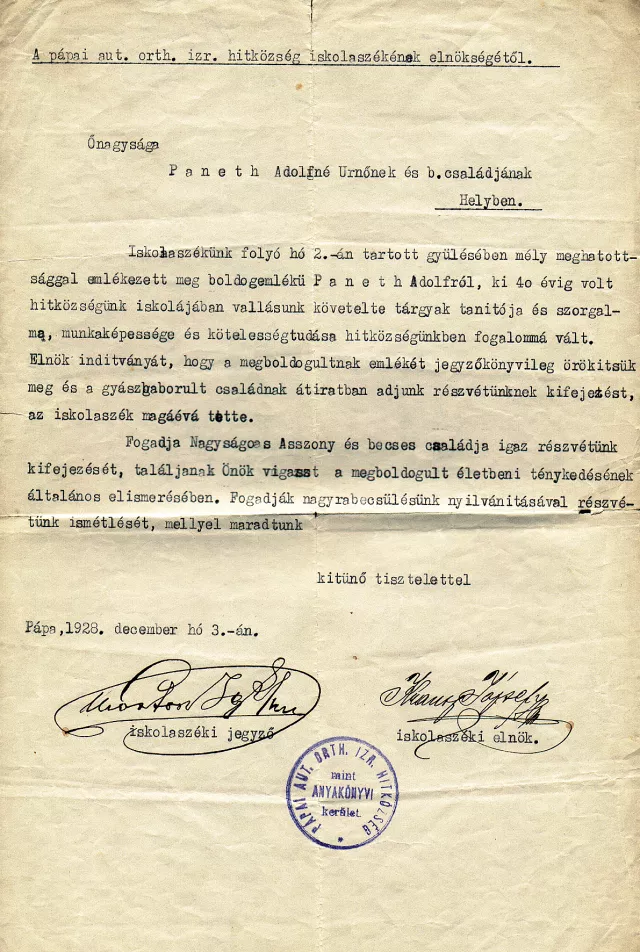 A pápai aut. orth. izr. hitközség iskolaszékének elnökségétől.
Őnagysága
P a n e t h Adolfné Urnőnek és b.családjának
Helyben.
Iskolaszékünk folyó hó 2.-án tartott gyülésében mély meghatott-
sággal emlékezett meg boldogemlékü P a n e t h Adolfról, ki 4o évig volt
hitközségünk iskolájában vallásunk követelte tárgyak tanitója és szorgal-
ma, munkaképessége és kötelességtudása hitközségünkben fogalommá vált.
Elnök inditványát, hogy a megboldogultnak emlékét jegyzőkönyvileg örökitsük
meg és a gyászbaborult családnak átiratban adjunk részvétünknek kifejezést,
az iskolaszék magáévá tette.
Fogadja Nagyságoas Asszony és becses családja igaz részvétünk
kifejezését, találjanak Önök vigaszt a megboldogult életbeni ténykedésének
általános elismerésében. Fogadják nagyrabecsülésünk nyilvánitásával részvé-
tünk ismétlését, mellyel maradtunk
kitünő tisztelettel
Pápa,1928. december hó 3.-án.
József
iskolaszéki jegyző
iskolaszéki elnök.
PÁPAI AUT. ORTH. IZR. HITKÖZSÉG
mint
ANYAKÖNYVI
kerület.
*